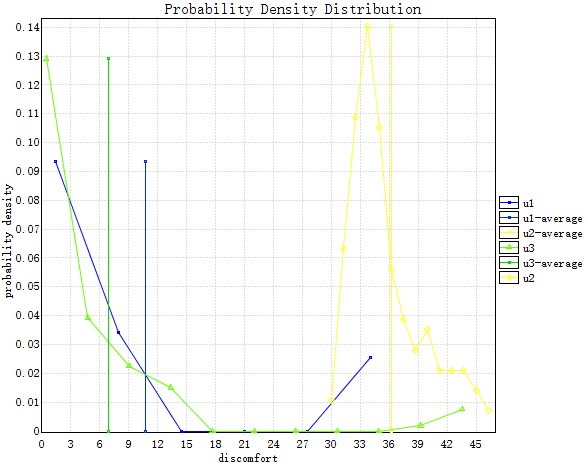 Probability Density Distribution
probability density
0.14
0.13
0.12
0.11
0.10
0.09
0.08
0.07
0.06
0.05
0.04
0.03
0.02
0.01
0
0 3 6 9 12 15 18 21 24 27 30 33 36 39 42 45
discomfort
u1
u1-average
u2-average
u3
u3-average
u2